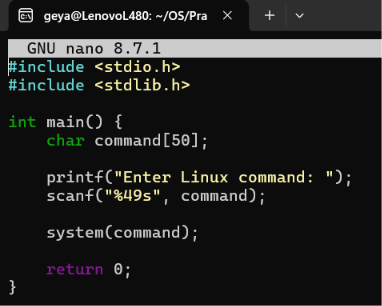 geya@LenovoL480: ~/OS/Pra
GNU nano 8.7.1
#include <stdio.h>
#include <stdlib.h>
int main() {
    char command[50];
    printf("Enter Linux command: ");
    scanf("%49s", command);
    system(command);
    return 0;
}